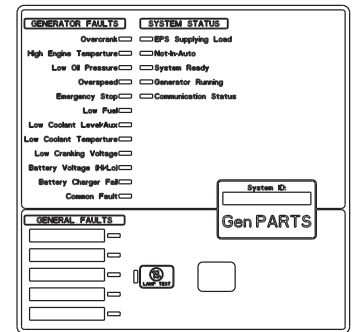 GENERATOR FAULTS
Overcrank
High Engine Temperture
Low Oil Pressure
Overspeed
Emergency Stop
Low Fuel
Low Coolant Level/Aux
Low Coolant Temperture
Low Cranking Voltage
Battery Voltage (Hi/Lo)
Battery Charger Fail
Common Fault
SYSTEM STATUS
EPS Supplying Load
Not-In-Auto
System Ready
Generator Running
Communication Status
System ID:
Gen PARTS
GENERAL FAULTS
LAMP TEST